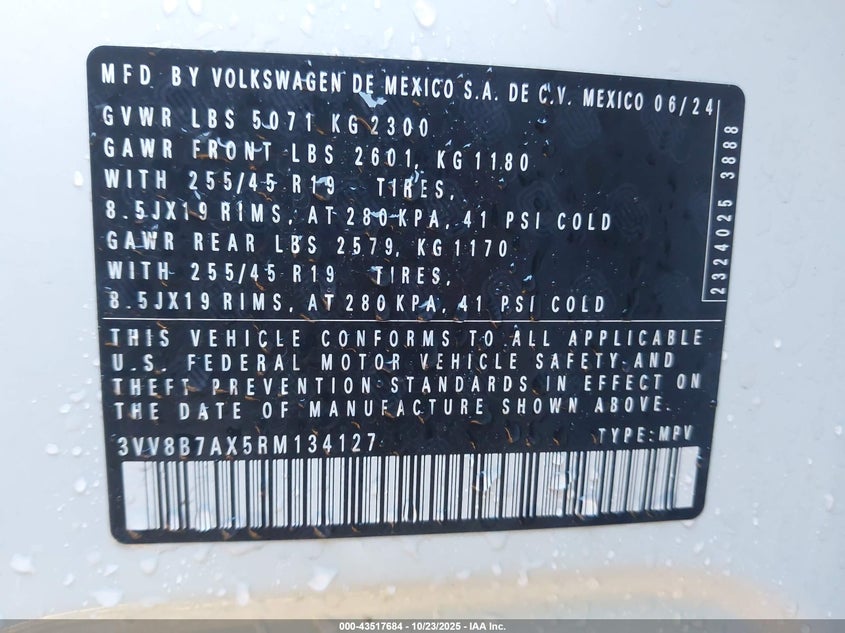 MFD BY VOLKSWAGEN DE MEXICO S.A. DE C.V. MEXICO 06/24
GVWR LBS 5071 KG 2300
GAWR FRONT LBS 2601, KG 1180
WITH 255/45 R19 TIRES,
8.5JX19 RIMS, AT 280 KPA, 41 PSI COLD
GAWR REAR LBS 2579, KG 1170
WITH 255/45 R19 TIRES,
8.5JX19 RIMS, AT 280 KPA, 41 PSI COLD
2324025 3888
THIS VEHICLE CONFORMS TO ALL APPLICABLE
U.S. FEDERAL MOTOR VEHICLE SAFETY AND
THEFT PREVENTION STANDARDS IN EFFECT ON
THE DATE OF MANUFACTURE SHOWN ABOVE.
3VV8B7AX5RM134127 TYPE: MPV
000-43517684 | 10/23/2025 - IAA Inc.